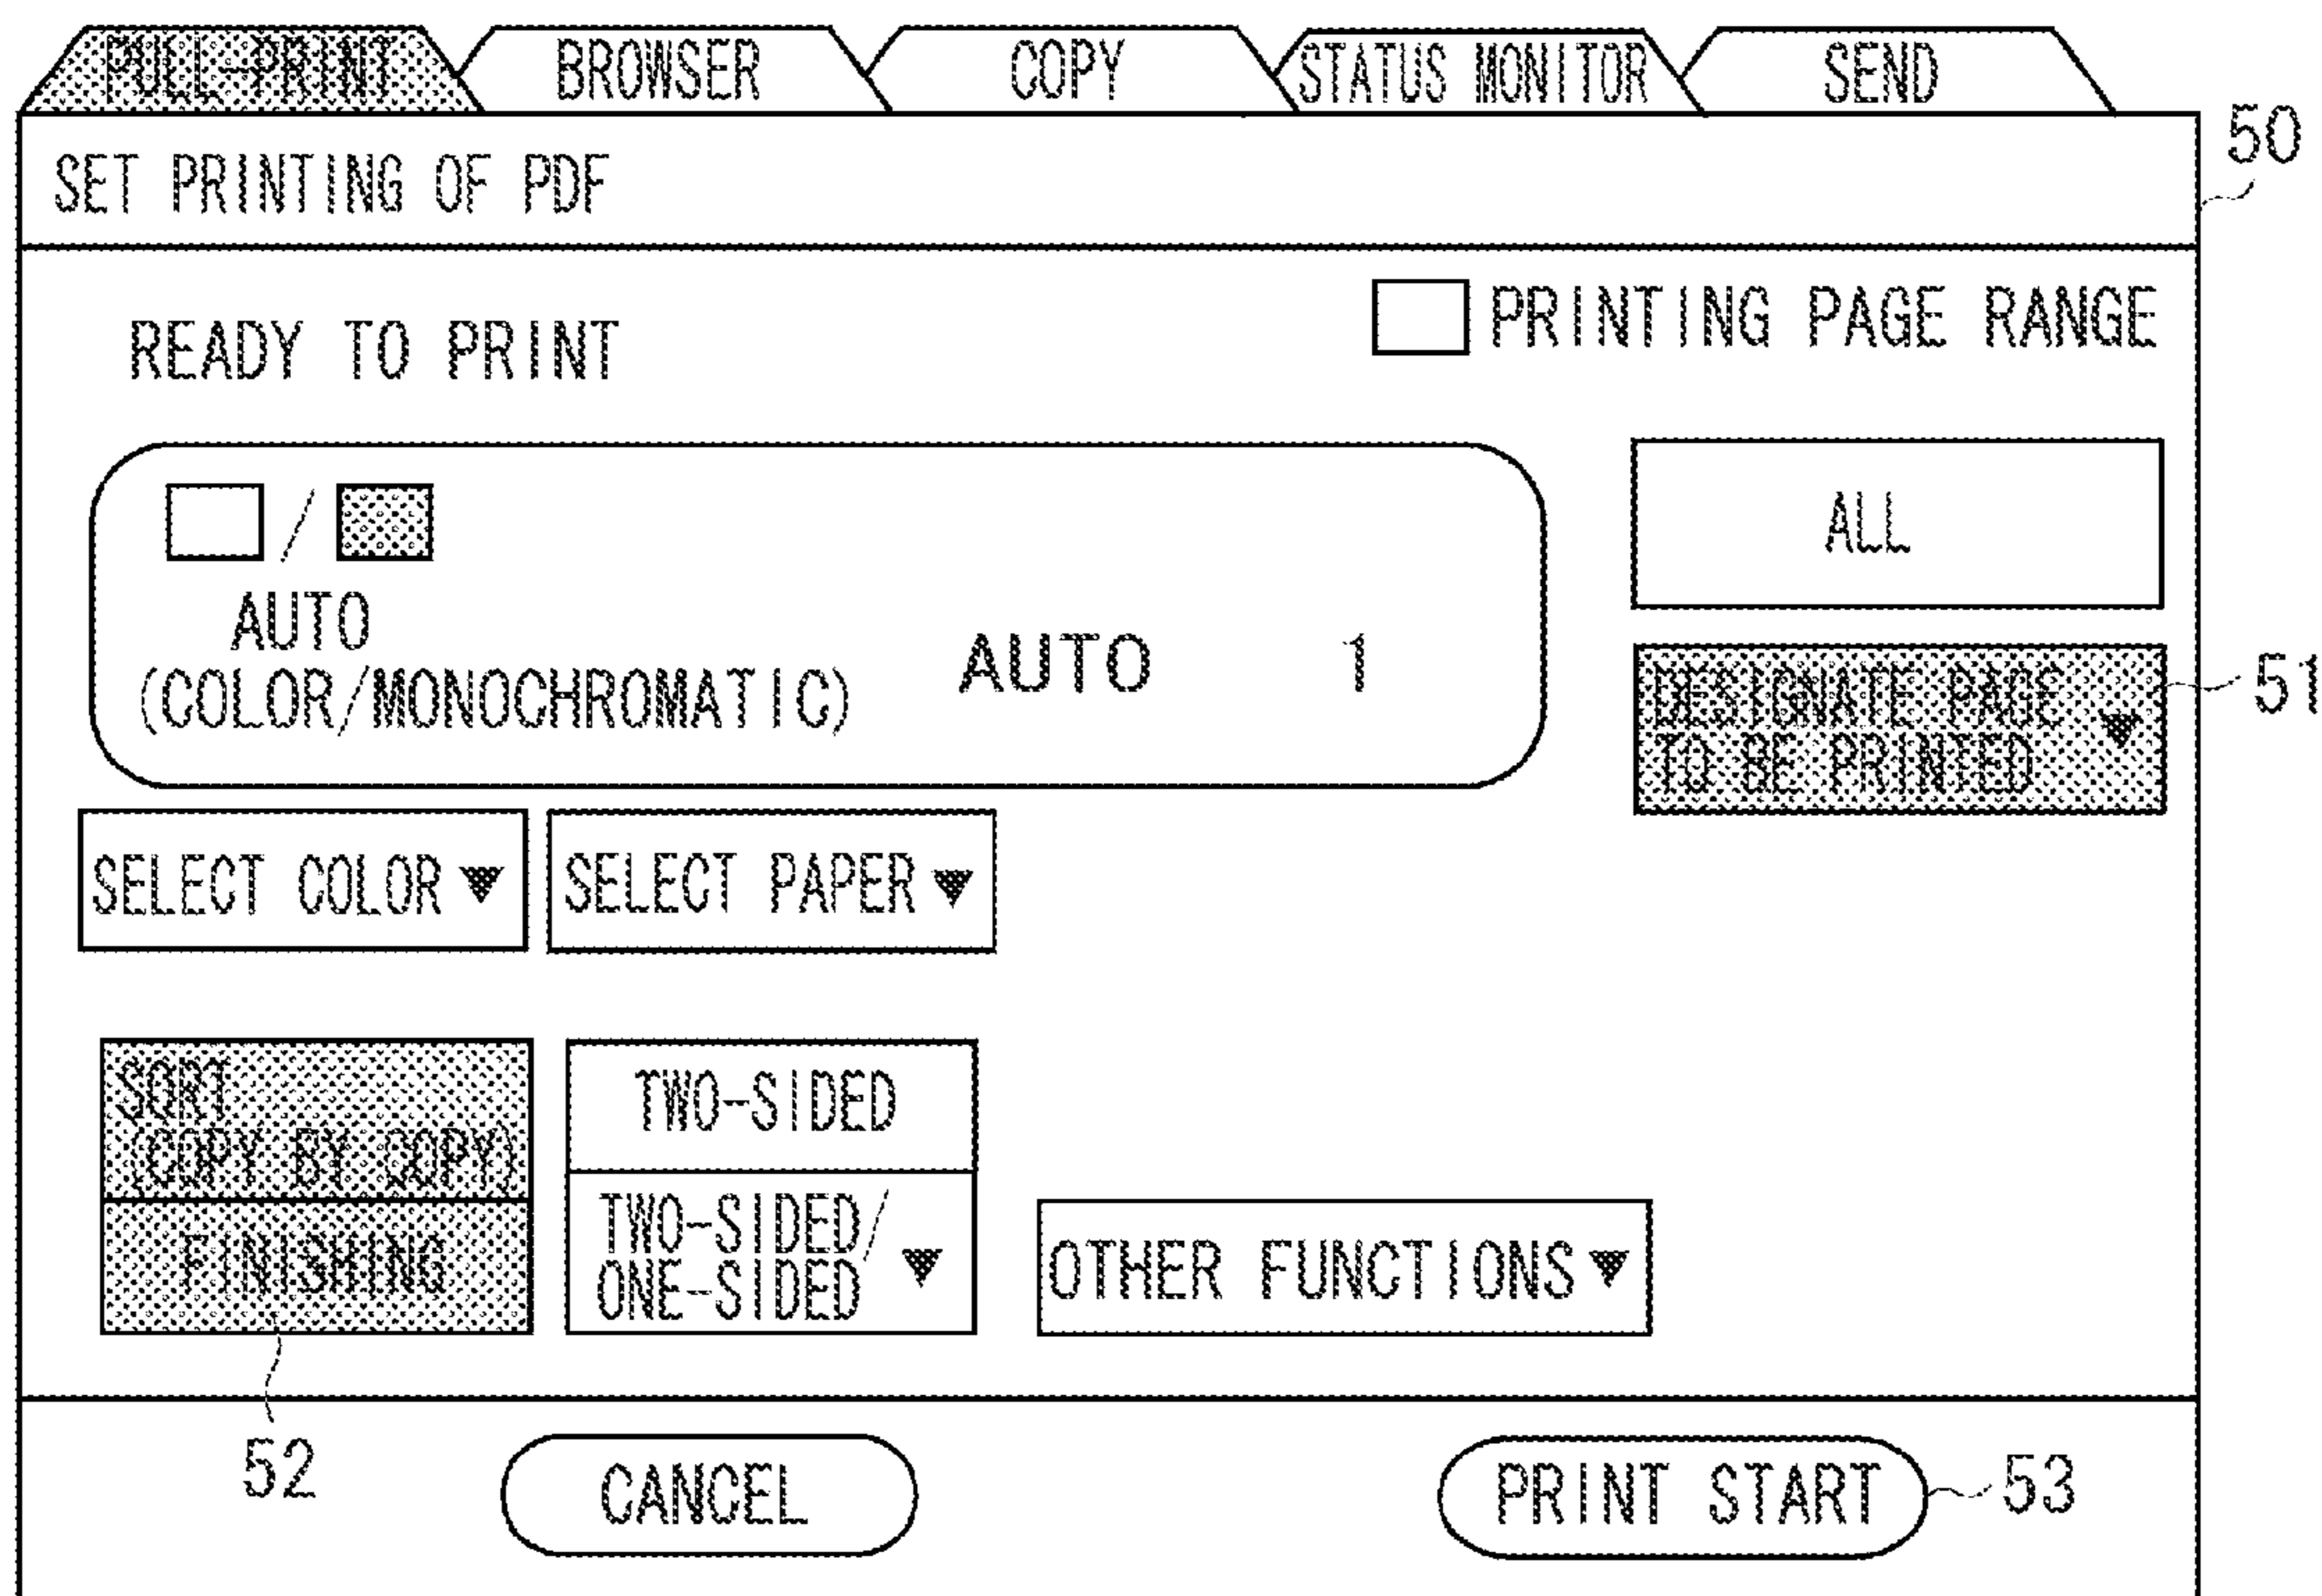 PULL-PRINT
BROWSER
COPY
STATUS MONITOR
SEND
50
SET PRINTING OF PDF
PRINTING PAGE RANGE
READY TO PRINT
/
ALL
AUTO
(COLOR/MONOCHROMATIC)
AUTO
1
DESIGNATE PAGE
TO BE PRINTED
▼
51
SELECT COLOR ▼
SELECT PAPER ▼
SORT
(COPY BY COPY)
FINISHING
TWO-SIDED
TWO-SIDED/
ONE-SIDED ▼
OTHER FUNCTIONS ▼
52
CANCEL
PRINT START
53